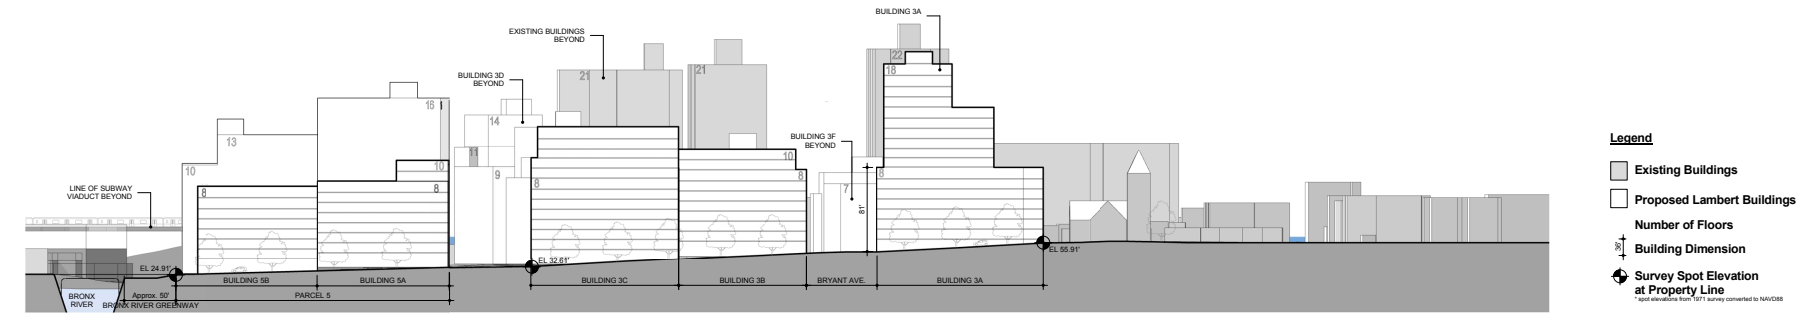 BUILDING 3A
EXISTING BUILDINGS
BEYOND
22
18
21
21
BUILDING 3D
BEYOND
16
14
13
BUILDING 3F
BEYOND
11
10
10
10
9
8
8
8
8
8
7
81'
LINE OF SUBWAY
VIADUCT BEYOND
EL 24.91'
EL 32.61'
EL 55.91'
BUILDING 5B
BUILDING 5A
BUILDING 3C
BUILDING 3B
BRYANT AVE.
BUILDING 3A
BRONX
RIVER
Approx. 50'
PARCEL 5
BRONX RIVER GREENWAY
Legend
Existing Buildings
Proposed Lambert Buildings
Number of Floors
36'
Building Dimension
Survey Spot Elevation
at Property Line
* spot elevations from 1971 survey converted to NAVD88